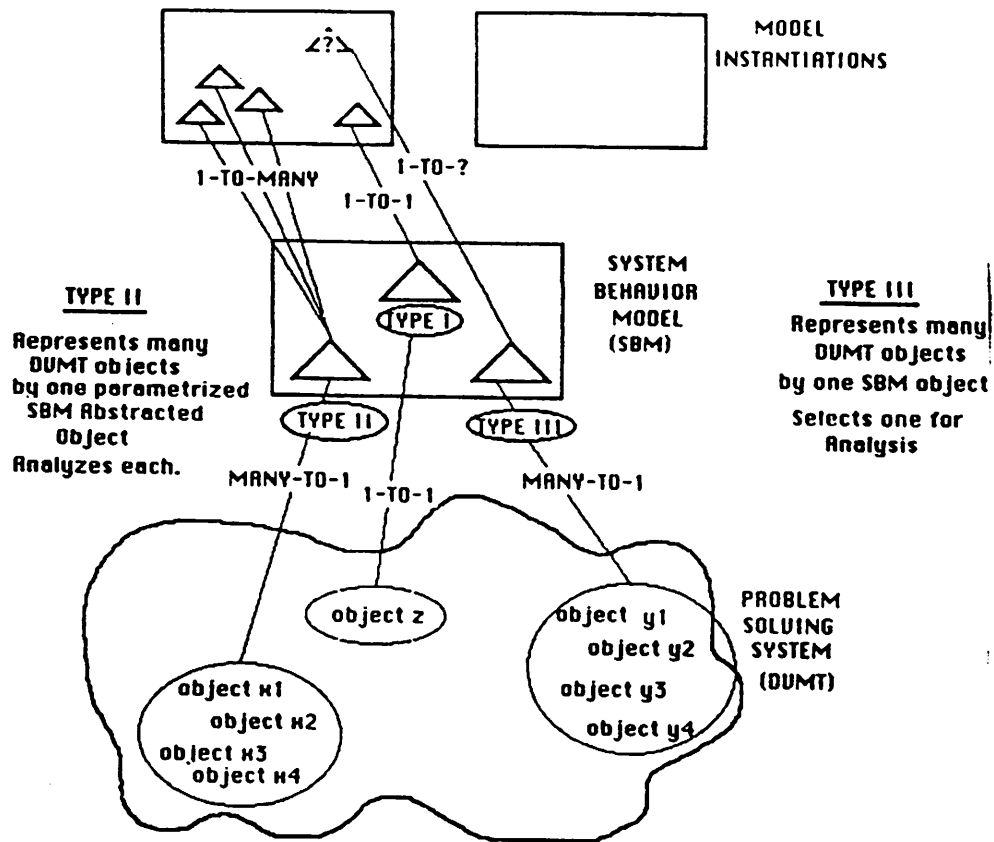 MODEL
INSTANTIATIONS
?
1-TO-MANY
1-TO-?
1-TO-1
SYSTEM
BEHAVIOR
MODEL
(SBM)
TYPE I
TYPE II
Represents many
DVMT objects
by one parametrized
SBM Abstracted
Object
Analyzes each.
TYPE III
Represents many
DVMT objects
by one SBM object
Selects one for
Analysis
TYPE II
TYPE III
MANY-TO-1
1-TO-1
MANY-TO-1
object z
object x1
object x2
object x3
object x4
object y1
object y2
object y3
object y4
PROBLEM
SOLVING
SYSTEM
(DVMT)